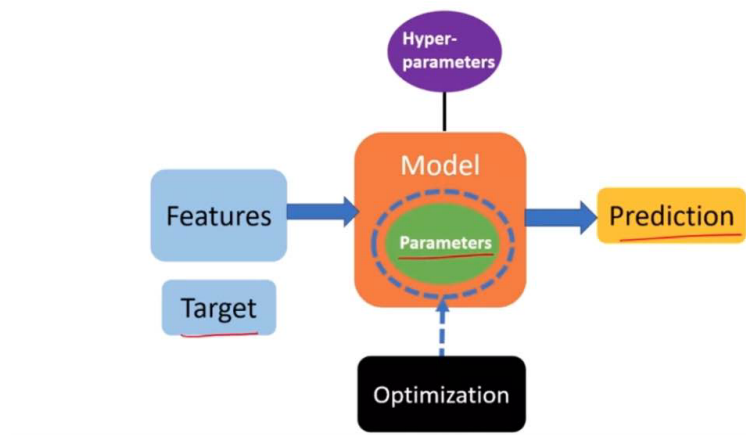 Hyper-
parameters
Model
Features
Parameters
Prediction
Target
Optimization